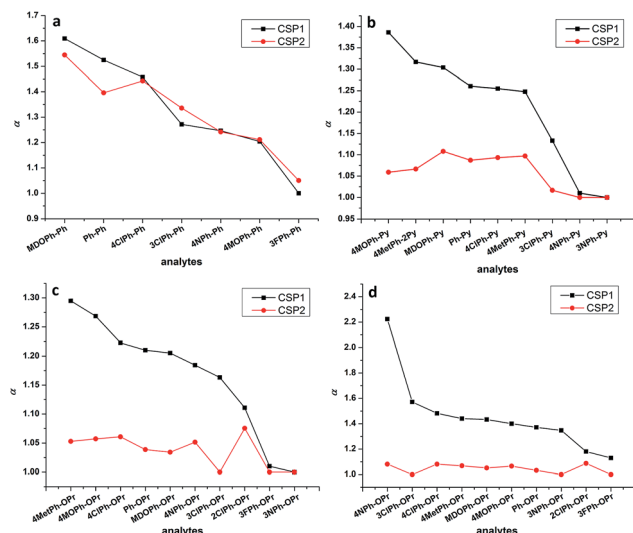 a
CSP1
CSP2
1.7
1.6
1.5
1.4
1.3
1.2
1.1
1.0
0.9
α
MDOPh-Ph
Ph-Ph
4ClPh-Ph
3ClPh-Ph
4NPh-Ph
4MOPh-Ph
3FPh-Ph
analytes
b
CSP1
CSP2
1.40
1.35
1.30
1.25
1.20
1.15
1.10
1.05
1.00
0.95
α
4MOPh-Py
4MetPh-2Py
MDOPh-Py
Ph-Py
4ClPh-Py
4MetPh-Py
3ClPh-Py
4NPh-Py
3NPh-Py
analytes
c
CSP1
CSP2
1.30
1.25
1.20
1.15
1.10
1.05
1.00
α
4MetPh-OPr
4MOPh-OPr
4ClPh-OPr
Ph-OPr
MDOPh-OPr
4NPh-OPr
3ClPh-OPr
2ClPh-OPr
3FPh-OPr
3NPh-OPr
analytes
d
CSP1
CSP2
2.4
2.2
2.0
1.8
1.6
1.4
1.2
1.0
α
4NPh-OPr
3ClPh-OPr
4ClPh-OPr
4MetPh-OPr
MDOPh-OPr
4MOPh-OPr
Ph-OPr
3NPh-OPr
2ClPh-OPr
3FPh-OPr
analytes